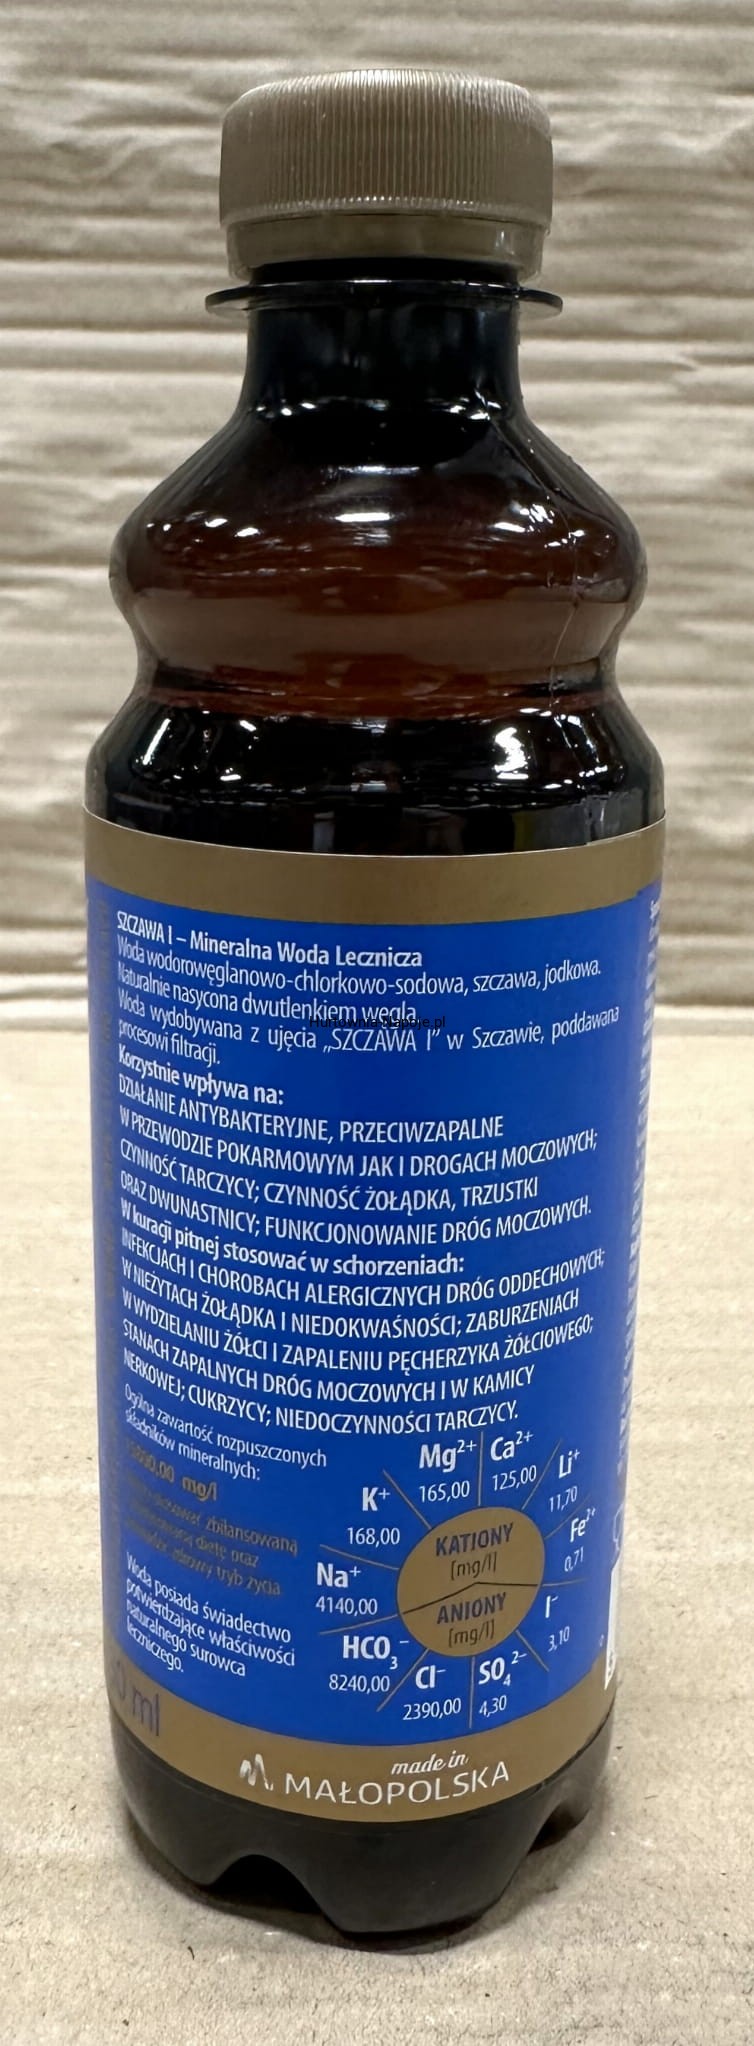 SZCZAWA I – Mineralna Woda Lecznicza
Woda wodorowęglanowo-chlorkowo-sodowa, szczawa, jodkowa.
Naturalnie nasycona dwutlenkiem węgla.
HurtowniaNapoje.pl
Woda wydobywana z ujęcia „SZCZAWA I” w Szczawie, poddawana
procesowi filtracji.
Korzystnie wpływa na:
DZIAŁANIE ANTYBAKTERYJNE, PRZECIWZAPALNE
W PRZEWODZIE POKARMOWYM JAK I DROGACH MOCZOWYCH;
CZYNNOŚĆ TARCZYCY; CZYNNOŚĆ ŻOŁĄDKA, TRZUSTKI
ORAZ DWUNASTNICY; FUNKCJONOWANIE DRÓG MOCZOWYCH.
W kuracji pitnej stosować w schorzeniach:
INFEKCJACH I CHOROBACH ALERGICZNYCH DRÓG ODDECHOWYCH;
W NIEŻYTACH ŻOŁĄDKA I NIEDOKWAŚNOŚCI; ZABURZENIACH
W WYDZIELANIU ŻÓŁCI I ZAPALENIU PĘCHERZYKA ŻÓŁCIOWEGO;
STANACH ZAPALNYCH DRÓG MOCZOWYCH I W KAMICY
NERKOWEJ; CUKRZYCY; NIEDOCZYNNOŚCI TARCZYCY.
Ogólna zawartość rozpuszczonych
składników mineralnych:
mg/l
stosować zbilansowaną
dietę oraz
zdrowy tryb życia
Woda posiada świadectwo
potwierdzające właściwości
naturalnego surowca
leczniczego.
K⁺ 168,00
Mg²⁺ 165,00
Ca²⁺ 125,00
Li⁺ 11,70
Fe²⁺ 0,71
Na⁺ 4140,00
KATIONY
[mg/l]
ANIONY
[mg/l]
HCO₃⁻ 8240,00
Cl⁻ 2390,00
SO₄²⁻ 4,30
I⁻ 3,10
ml
made in
MAŁOPOLSKA